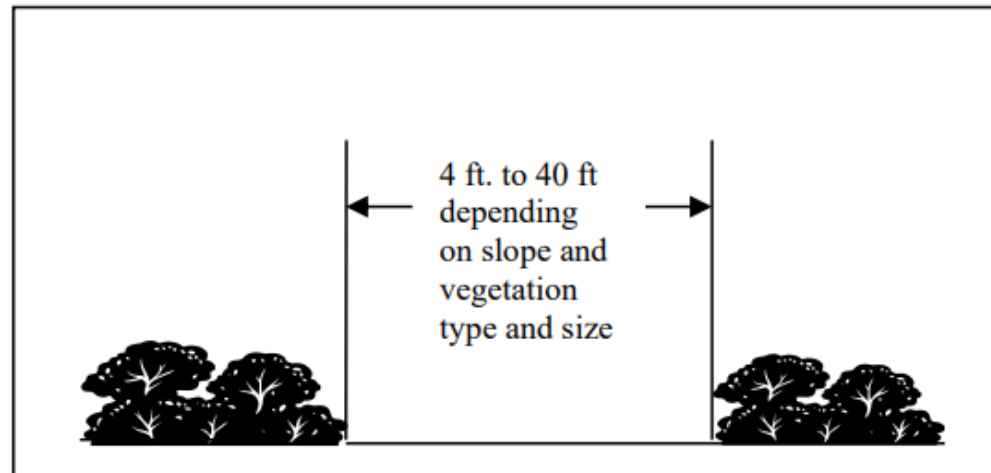 4 ft. to 40 ft
depending
on slope and
vegetation
type and size